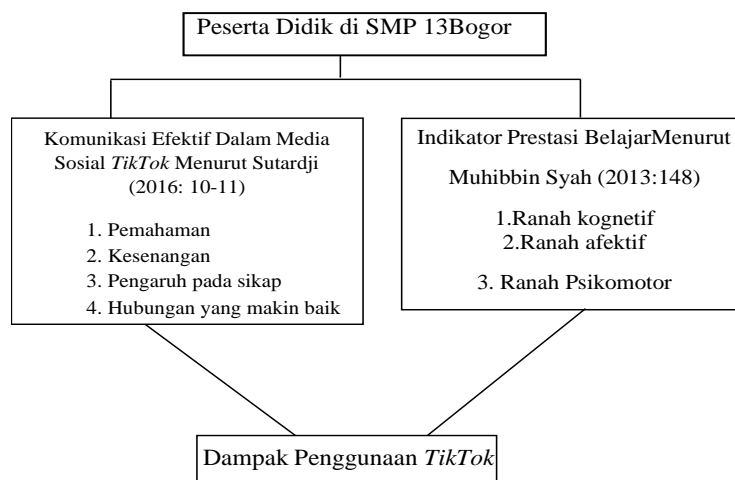 Peserta Didik di SMP 13Bogor
Komunikasi Efektif Dalam Media
Sosial TikTok Menurut Sutardji
(2016: 10-11)
1. Pemahaman
2. Kesenangan
3. Pengaruh pada sikap
4. Hubungan yang makin baik
Indikator Prestasi BelajarMenurut
Muhibbin Syah (2013:148)
1.Ranah kognetif
2.Ranah afektif
3. Ranah Psikomotor
Dampak Penggunaan TikTok